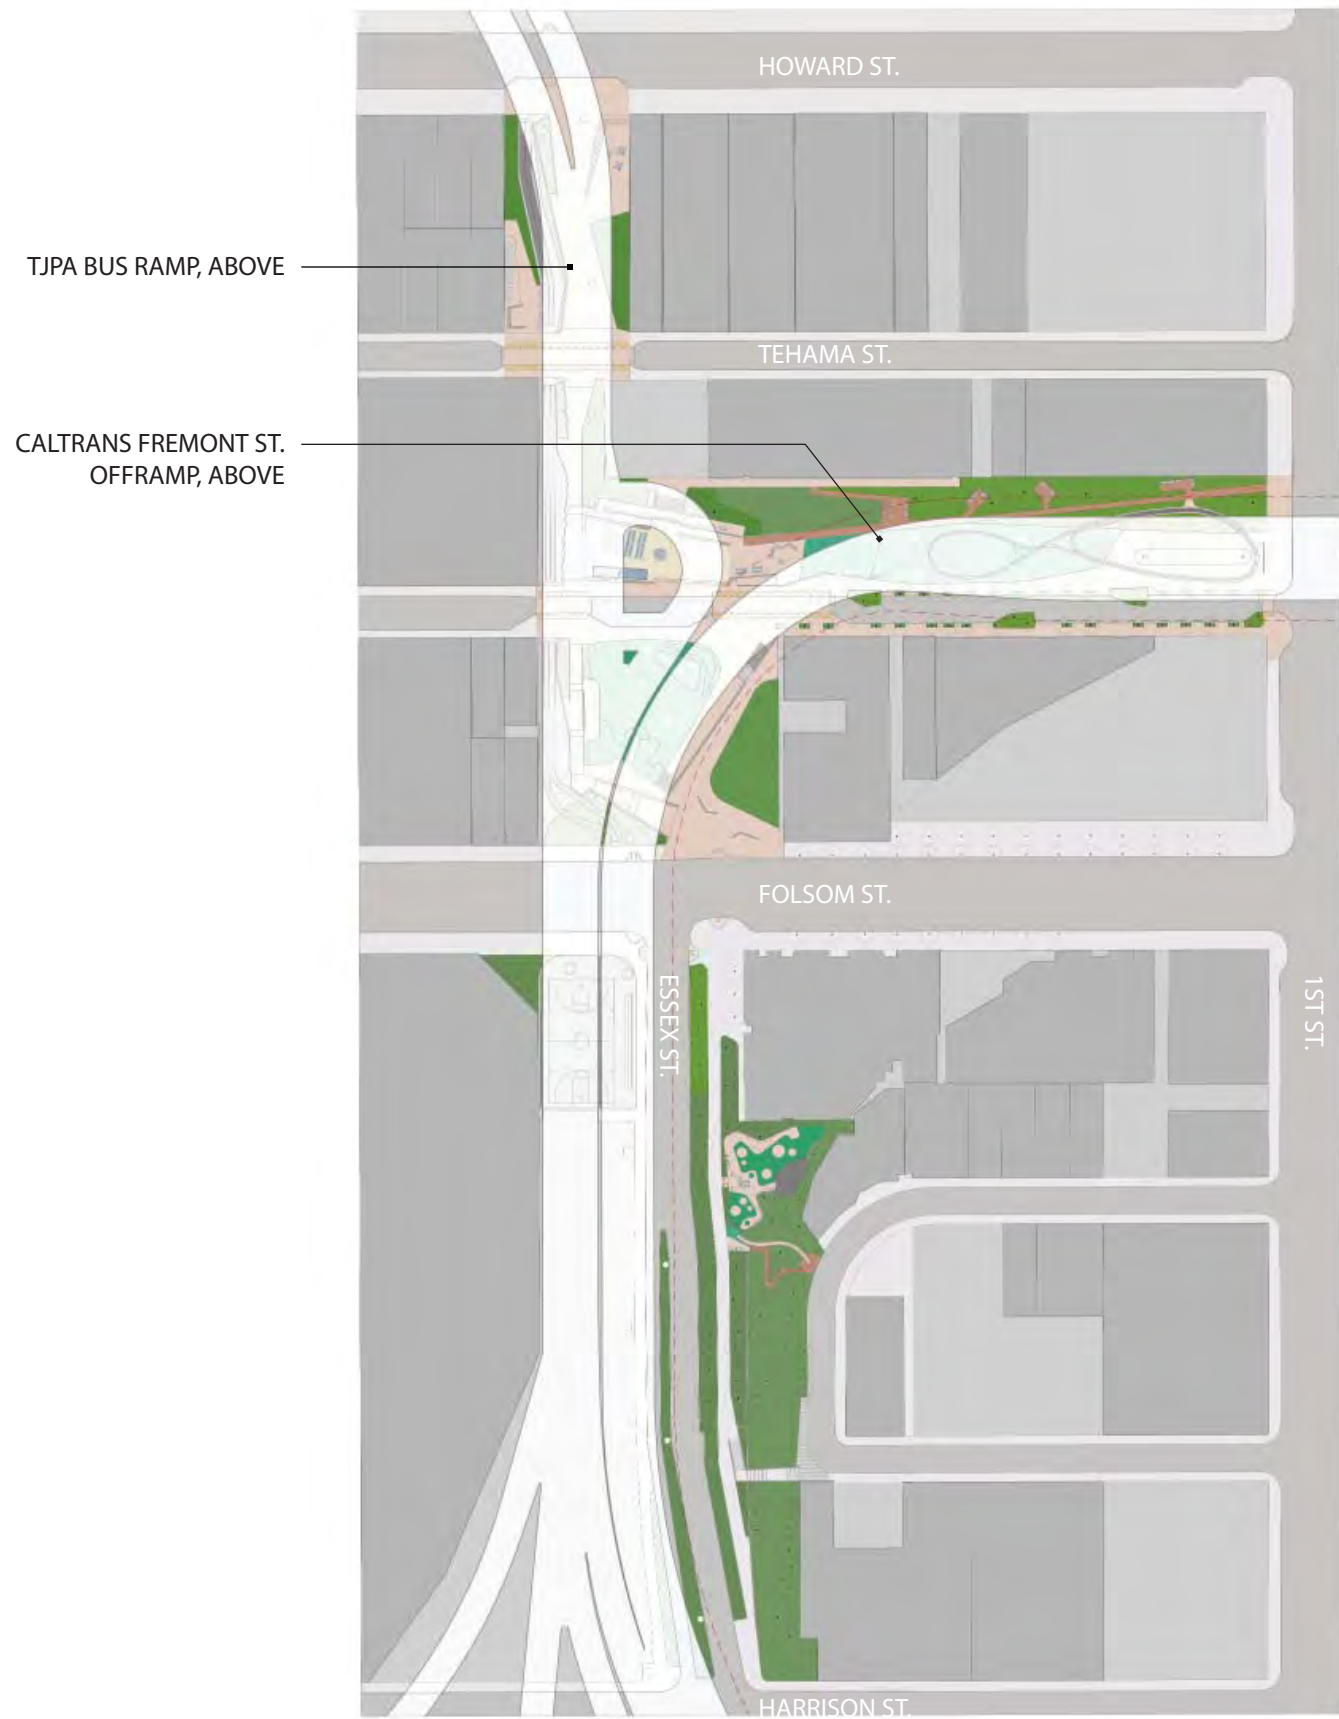 HOWARD ST.
TJPA BUS RAMP, ABOVE
TEHAMA ST.
CALTRANS FREMONT ST.
OFFRAMP, ABOVE
FOLSOM ST.
ESSEX ST.
1ST ST.
HARRISON ST.